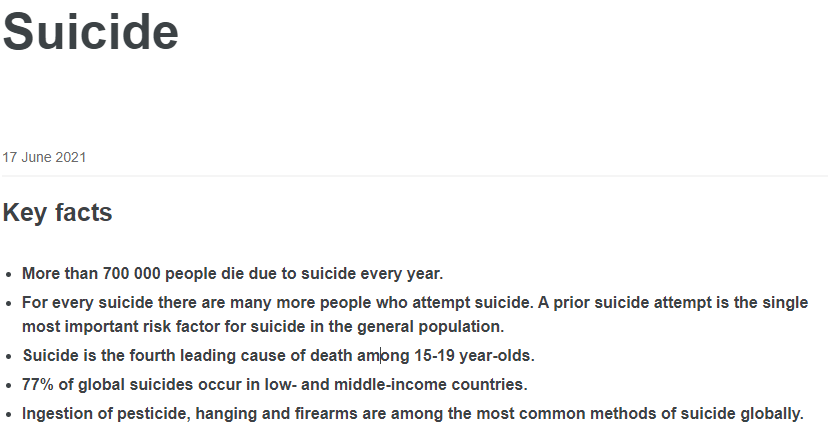 Suicide
17 June 2021
Key facts
• More than 700 000 people die due to suicide every year.
• For every suicide there are many more people who attempt suicide. A prior suicide attempt is the single
most important risk factor for suicide in the general population.
• Suicide is the fourth leading cause of death among 15-19 year-olds.
• 77% of global suicides occur in low- and middle-income countries.
• Ingestion of pesticide, hanging and firearms are among the most common methods of suicide globally.